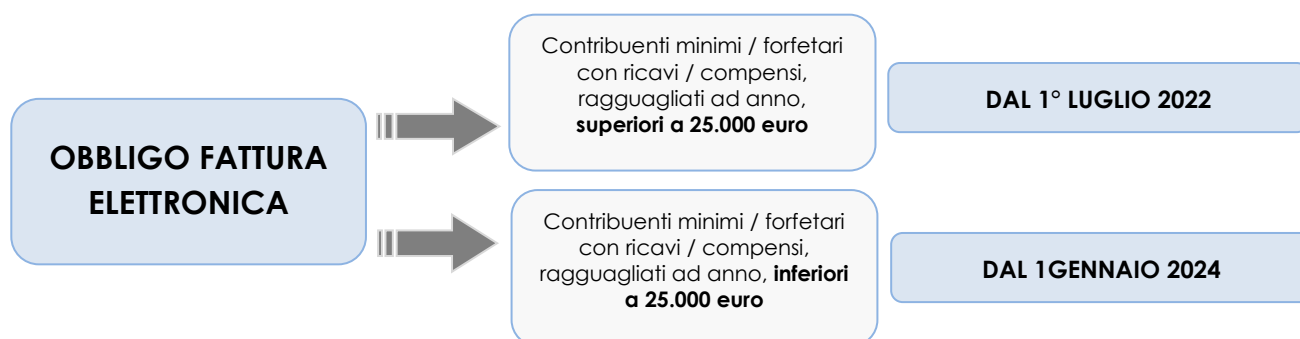 OBBLIGO FATTURA
ELETTRONICA
Contribuenti minimi / forfetari
con ricavi / compensi,
ragguagliati ad anno,
superiori a 25.000 euro
DAL 1° LUGLIO 2022
Contribuenti minimi / forfetari
con ricavi / compensi,
ragguagliati ad anno, inferiori
a 25.000 euro
DAL 1GENNAIO 2024